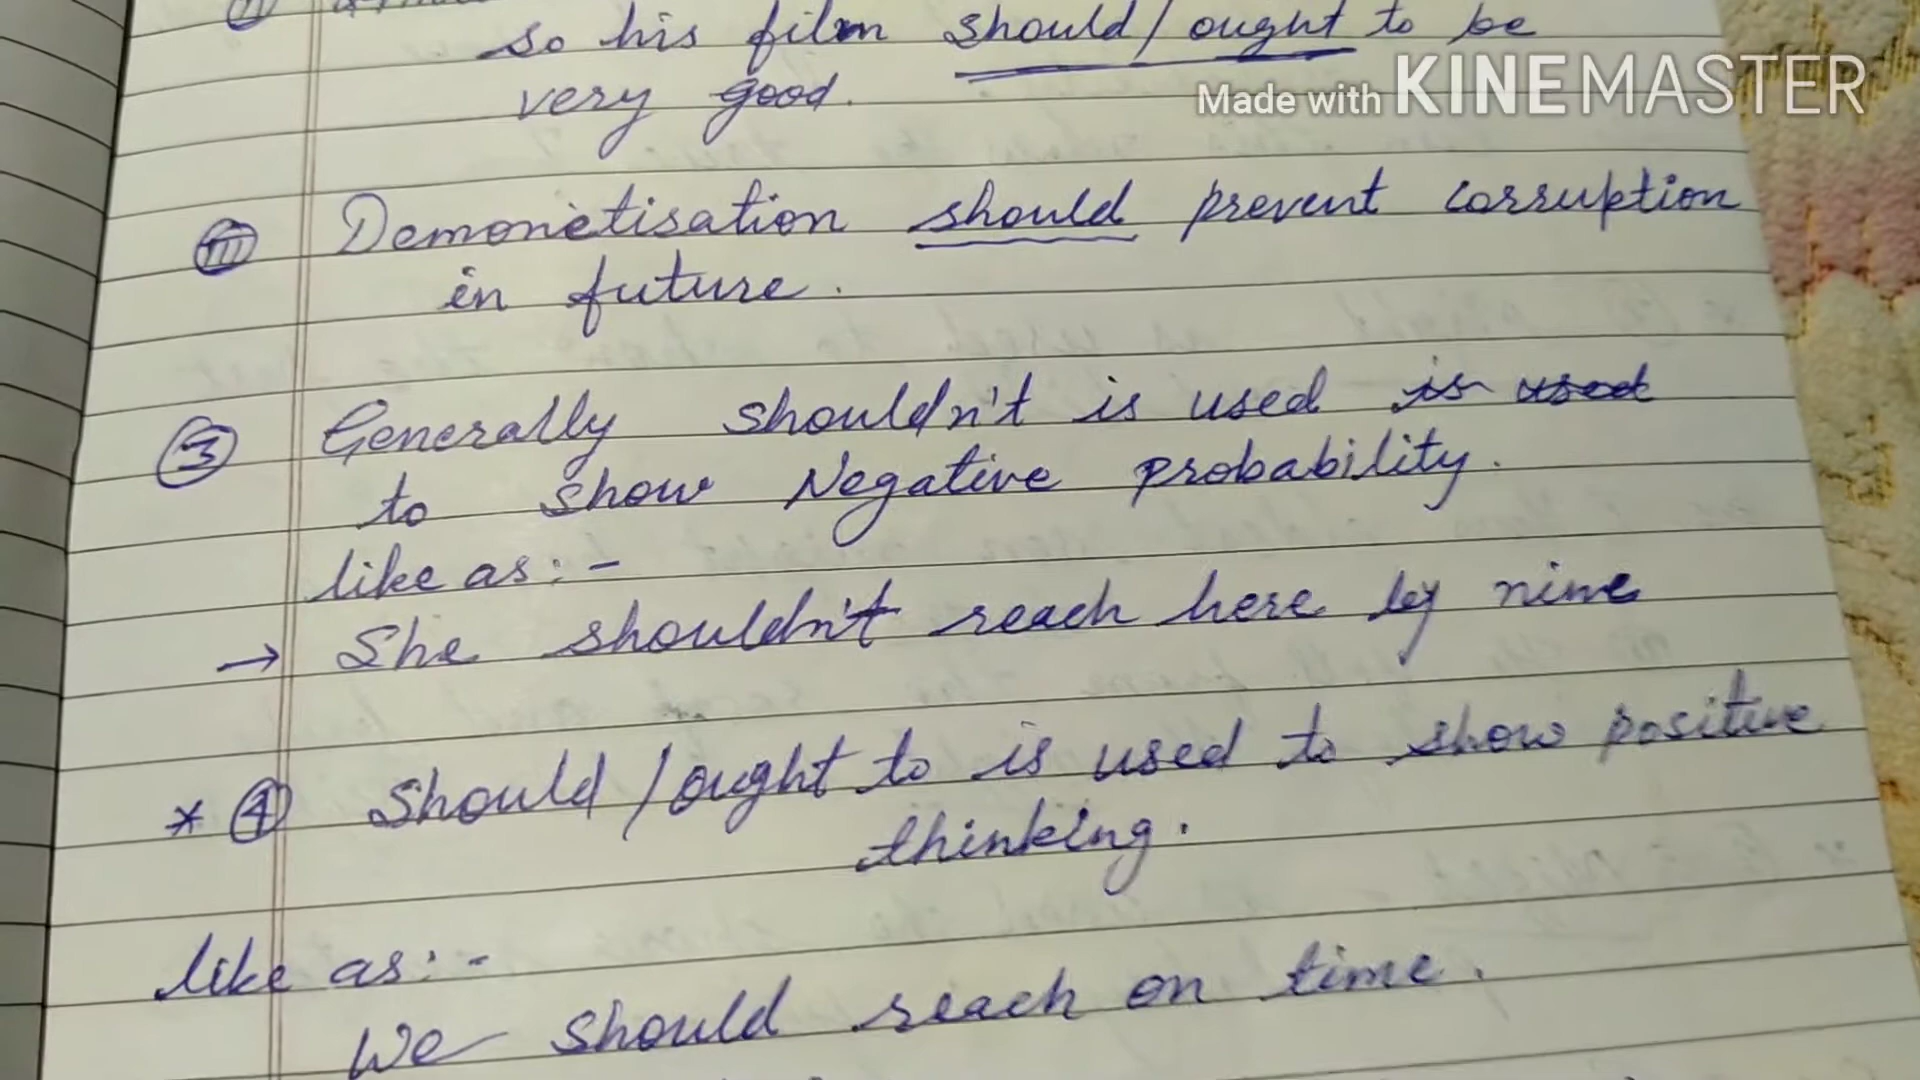 so his film should/ought to be
very good.
Made with KINEMASTER
(iii) Demonetisation should prevent corruption
in future.
(3) Generally shouldn't is used is used
to show Negative probability.
like as:-
→ She shouldn't reach here by nine
* (4) Should/ought to is used to show positive
thinking.
like as:-
We should reach on time.